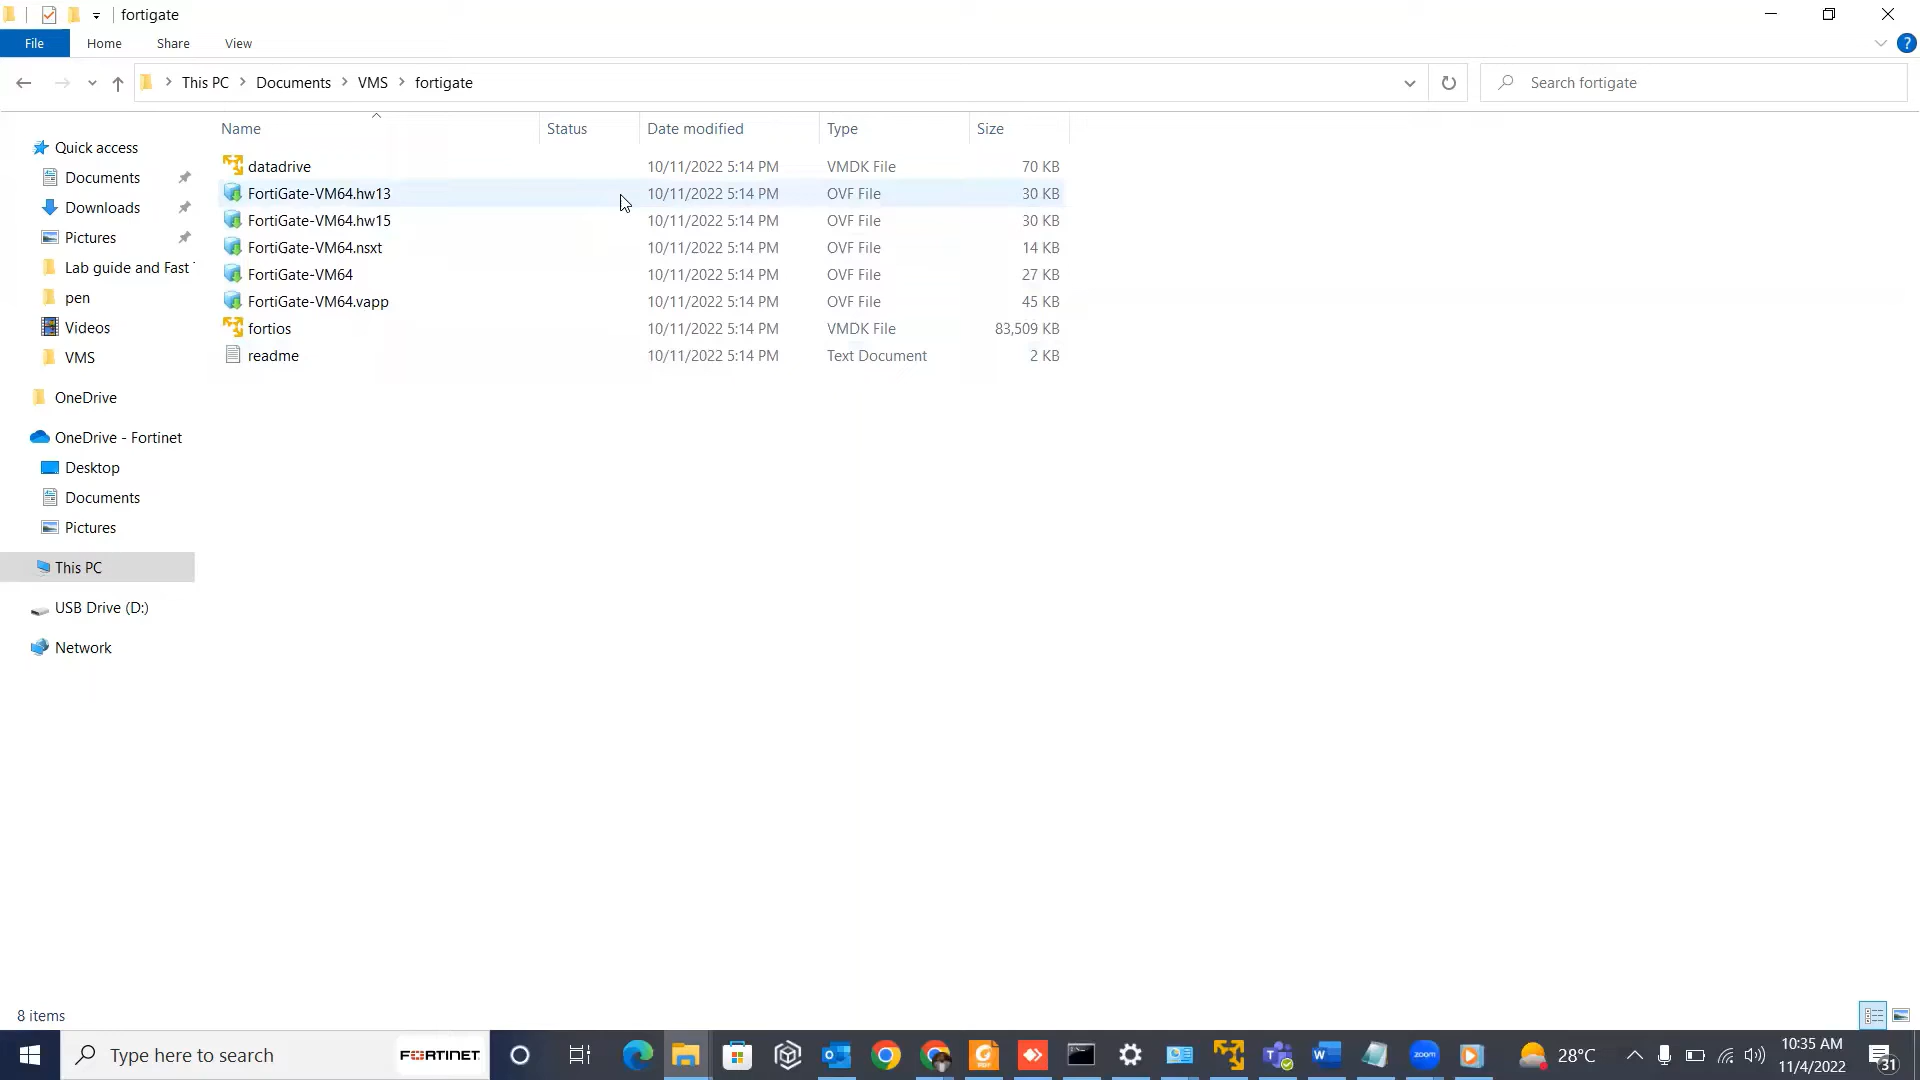 fortigate
File Home Share View
This PC Documents VMS fortigate Search fortigate
Name Status Date modified Type Size
datadrive 10/11/2022 5:14 PM VMDK File 70 KB
FortiGate-VM64.hw13 10/11/2022 5:14 PM OVF File 30 KB
FortiGate-VM64.hw15 10/11/2022 5:14 PM OVF File 30 KB
FortiGate-VM64.nsxt 10/11/2022 5:14 PM OVF File 14 KB
FortiGate-VM64 10/11/2022 5:14 PM OVF File 27 KB
FortiGate-VM64.vapp 10/11/2022 5:14 PM OVF File 45 KB
fortios 10/11/2022 5:14 PM VMDK File 83,509 KB
readme 10/11/2022 5:14 PM Text Document 2 KB
Quick access
Documents
Downloads
Pictures
Lab guide and Fast
pen
Videos
VMS
OneDrive
OneDrive - Fortinet
Desktop
Documents
Pictures
This PC
USB Drive (D:)
Network
8 items
Type here to search FORTINET zoom 28°C 10:35 AM
11/4/2022 31